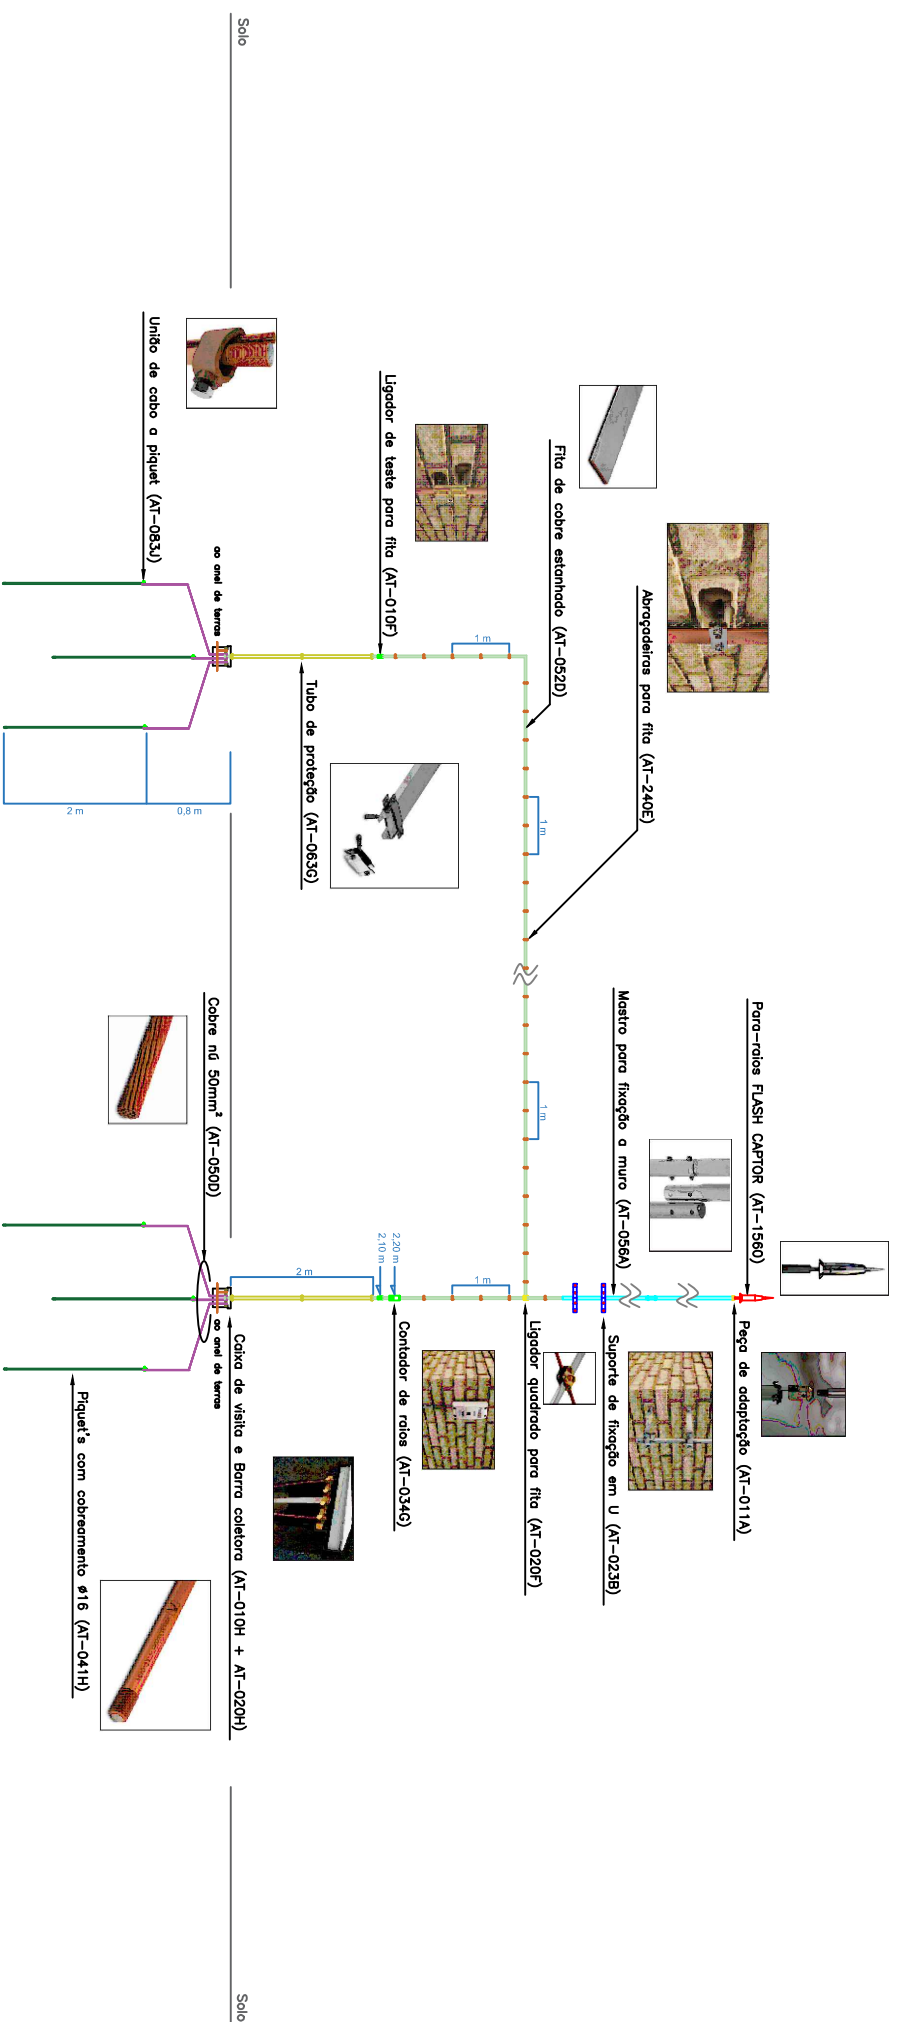 Para-raios FLASH CAPTOR (AT-1560)
Peça de adaptação (AT-011A)
Mastro para fixação a muro (AT-056A)
Suporte de fixação em U (AT-023B)
Abraçadeiras para fita (AT-240E)
Fita de cobre estanhado (AT-052D)
Ligador quadrado para fita (AT-020F)
1 m
1 m
1 m
1 m
Ligador de teste para fita (AT-010F)
Contador de raios (AT-034G)
2,20 m
2,10 m
Tubo de proteção (AT-063G)
2 m
Solo
Solo
Caixa de visita e Barra coletora (AT-010H + AT-020H)
ao anel de terras
ao anel de terras
Cobre nú 50mm² (AT-050D)
0,8 m
União de cabo a piquet (AT-083J)
2 m
Piquet's com cobreamento ø16 (AT-041H)